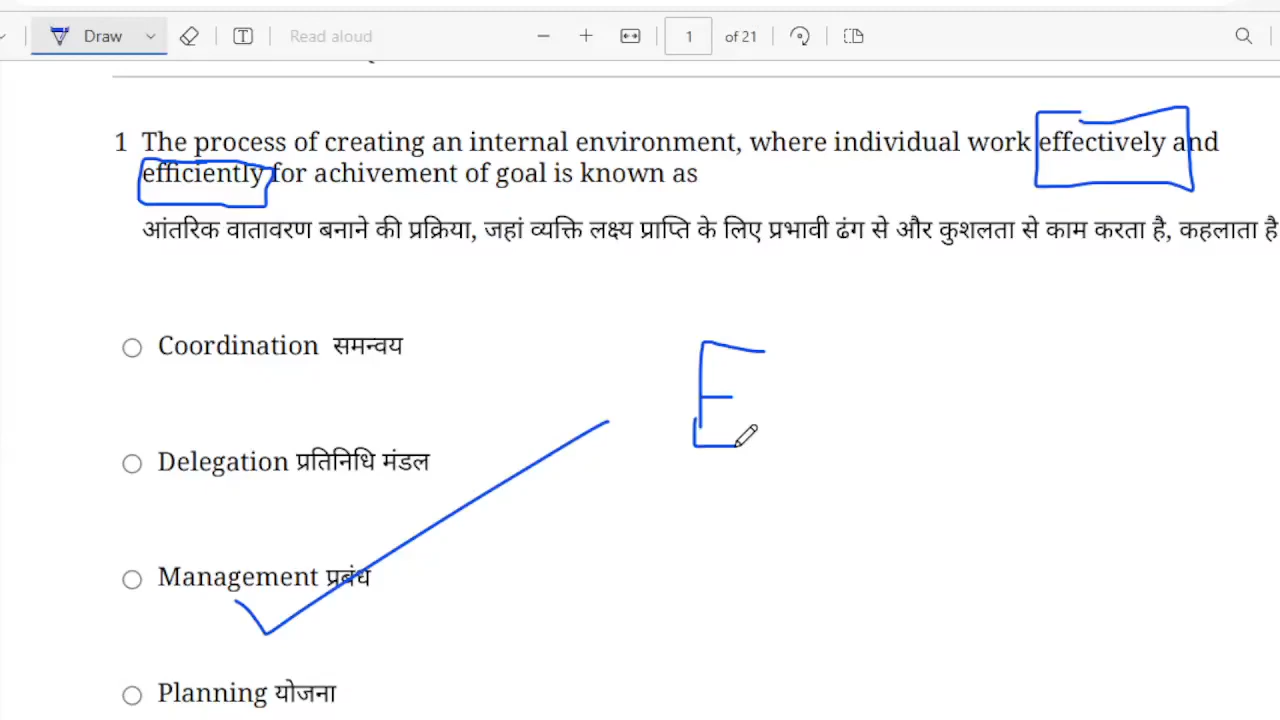 Draw
Read aloud
1 of 21
1 The process of creating an internal environment, where individual work effectively and
efficiently for achivement of goal is known as
आंतरिक वातावरण बनाने की प्रक्रिया, जहां व्यक्ति लक्ष्य प्राप्ति के लिए प्रभावी ढंग से और कुशलता से काम करता है, कहलाता है
Coordination समन्वय
E
Delegation प्रतिनिधि मंडल
Management प्रबंध
Planning योजना